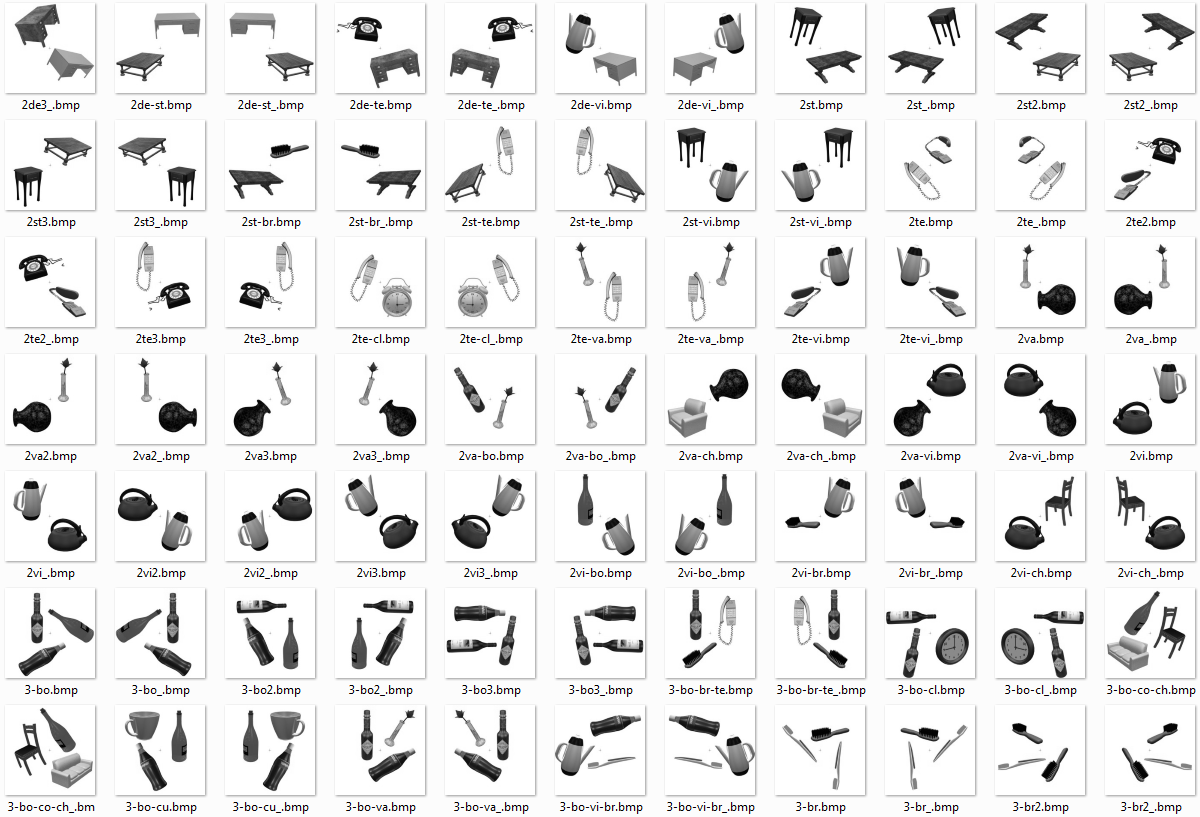 2de3_.bmp 2de-st.bmp 2de-st_.bmp 2de-te.bmp 2de-te_.bmp 2de-vi.bmp 2de-vi_.bmp 2st.bmp 2st_.bmp 2st2.bmp 2st2_.bmp
2st3.bmp 2st3_.bmp 2st-br.bmp 2st-br_.bmp 2st-te.bmp 2st-te_.bmp 2st-vi.bmp 2st-vi_.bmp 2te.bmp 2te_.bmp 2te2.bmp
2te2_.bmp 2te3.bmp 2te3_.bmp 2te-cl.bmp 2te-cl_.bmp 2te-va.bmp 2te-va_.bmp 2te-vi.bmp 2te-vi_.bmp 2va.bmp 2va_.bmp
2va2.bmp 2va2_.bmp 2va3.bmp 2va3_.bmp 2va-bo.bmp 2va-bo_.bmp 2va-ch.bmp 2va-ch_.bmp 2va-vi.bmp 2va-vi_.bmp 2vi.bmp
2vi_.bmp 2vi2.bmp 2vi2_.bmp 2vi3.bmp 2vi3_.bmp 2vi-bo.bmp 2vi-bo_.bmp 2vi-br.bmp 2vi-br_.bmp 2vi-ch.bmp 2vi-ch_.bmp
3-bo.bmp 3-bo_.bmp 3-bo2.bmp 3-bo2_.bmp 3-bo3.bmp 3-bo3_.bmp 3-bo-br-te.bmp 3-bo-br-te_.bmp 3-bo-cl.bmp 3-bo-cl_.bmp 3-bo-co-ch.bmp
3-bo-co-ch_.bm 3-bo-cu.bmp 3-bo-cu_.bmp 3-bo-va.bmp 3-bo-va_.bmp 3-bo-vi-br.bmp 3-bo-vi-br_.bmp 3-br.bmp 3-br_.bmp 3-br2.bmp 3-br2_.bmp